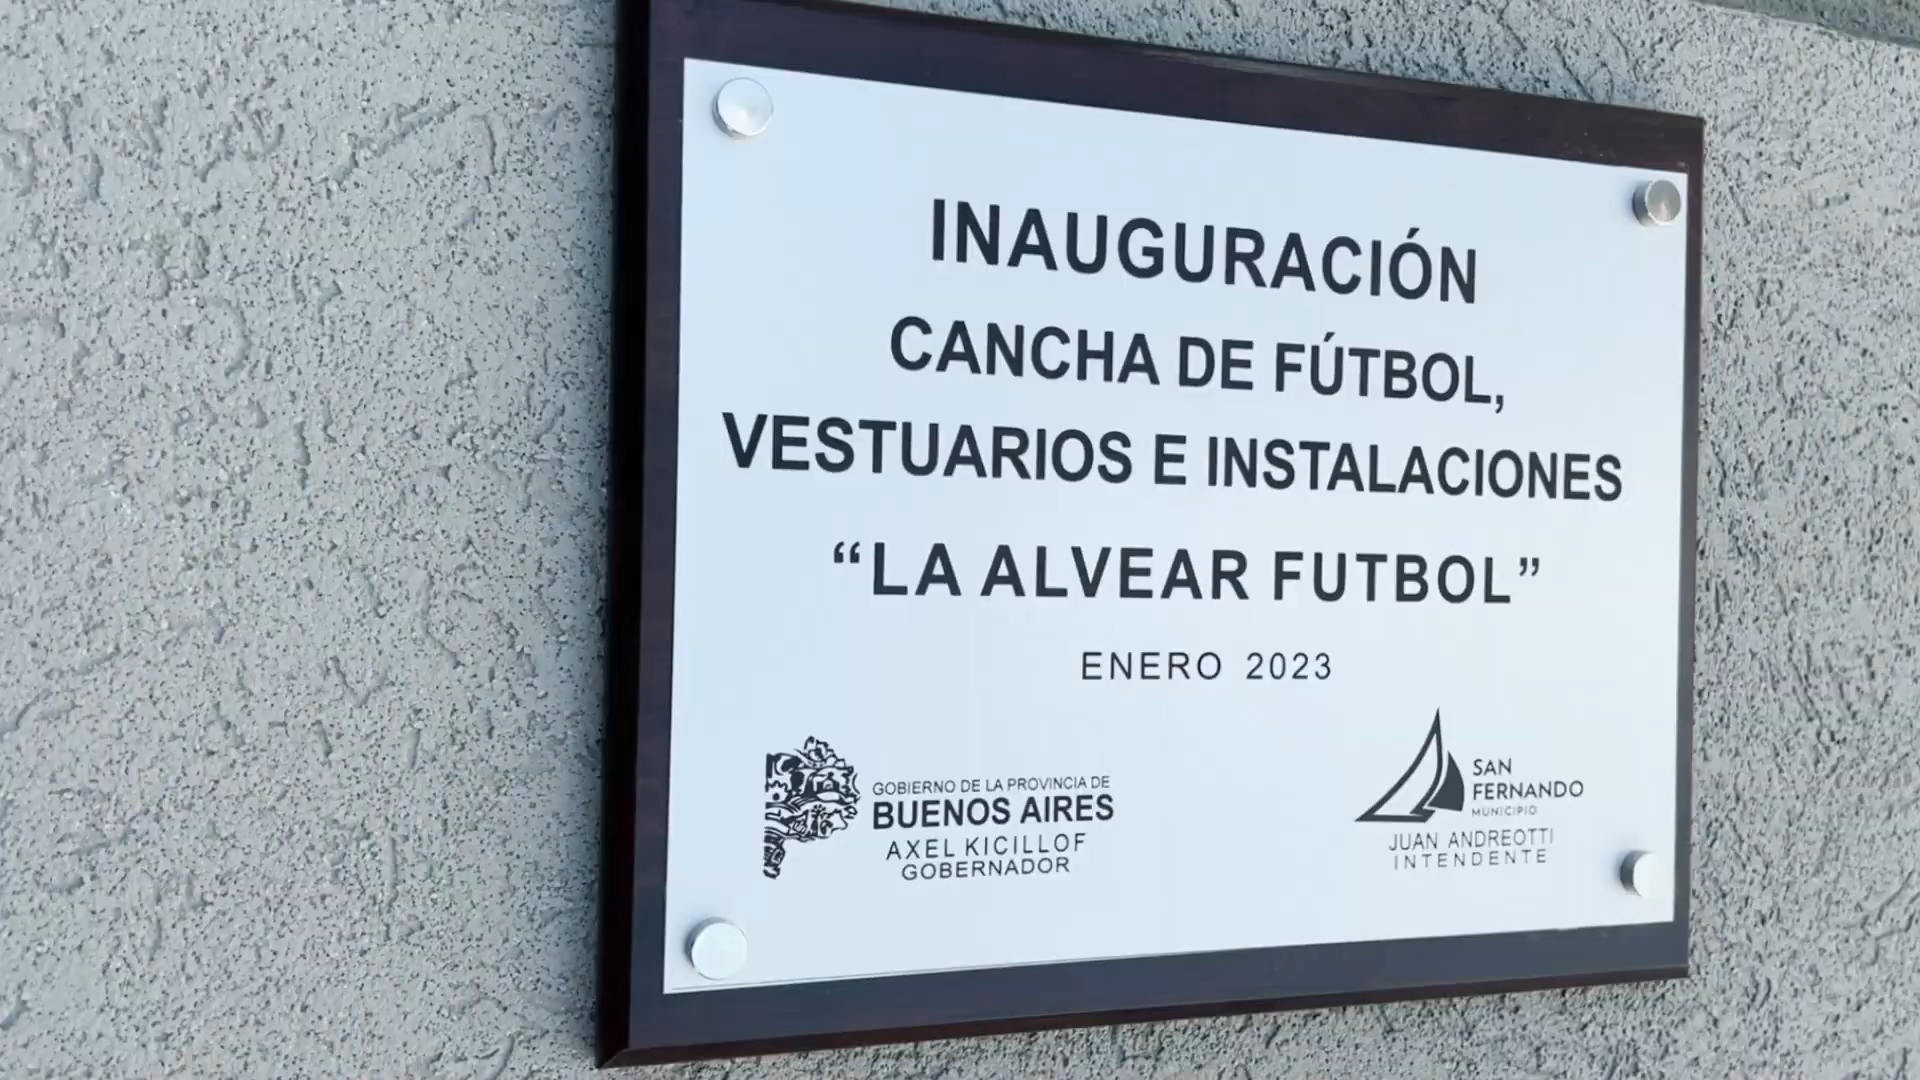 INAUGURACIÓN
CANCHA DE FÚTBOL,
VESTUARIOS E INSTALACIONES
“LA ALVEAR FUTBOL”
ENERO 2023
GOBIERNO DE LA PROVINCIA DE
BUENOS AIRES
AXEL KICILLOF
GOBERNADOR
SAN
FERNANDO
MUNICIPIO
JUAN ANDREOTTI
INTENDENTE